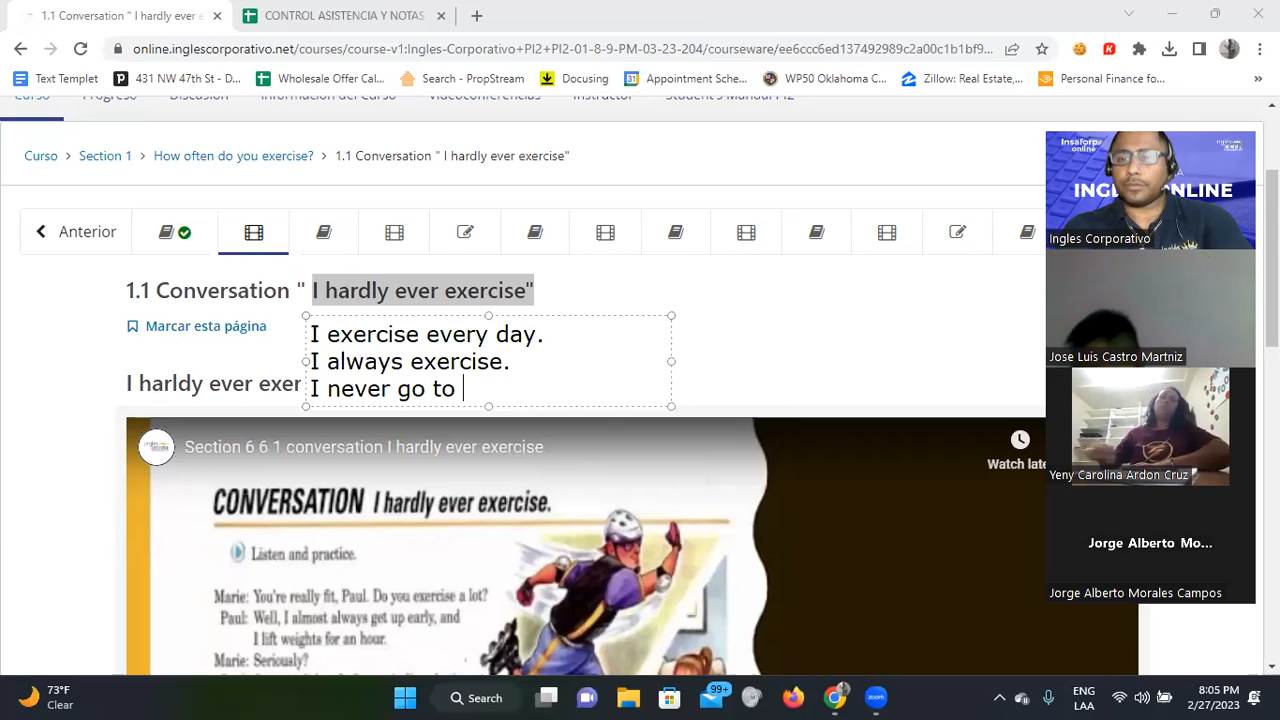 1.1 Conversation " I hardly ever e
CONTROL ASISTENCIA Y NOTAS
online.inglescorporativo.net/courses/course-v1:Ingles-Corporativo+PI2+PI2-01-8-9-PM-03-23-204/courseware/ee6ccc6ed137492989c2a00c1b1bf9...
Text Templet
431 NW 47th St - D...
Wholesale Offer Cal...
Search - PropStream
Docusing
Appointment Sche...
WP50 Oklahoma C...
Zillow: Real Estate,...
Personal Finance fo...
»
Curso
Progreso
Discusión
Información del Curso
Videoconferencias
Instructor
Student's Manual PI2
Curso > Section 1 > How often do you exercise? > 1.1 Conversation " I hardly ever exercise"
Anterior
1.1 Conversation " I hardly ever exercise"
Marcar esta página
I exercise every day.
I always exercise.
I never go to
I harldy ever exer
Section 6 6 1 conversation I hardly ever exercise
Watch late
CONVERSATION I hardly ever exercise.
Listen and practice.
Marie: You're really fit, Paul. Do you exercise a lot?
Paul: Well, I almost always get up early, and
I lift weights for an hour.
Marie: Seriously?
Insaforp
online
INGL
ONLINE
Ingles Corporativo
Jose Luis Castro Martniz
Yeny Carolina Ardon Cruz
Jorge Alberto Mo...
Jorge Alberto Morales Campos
73°F
Clear
Search
99+
ENG
LAA
8:05 PM
2/27/2023